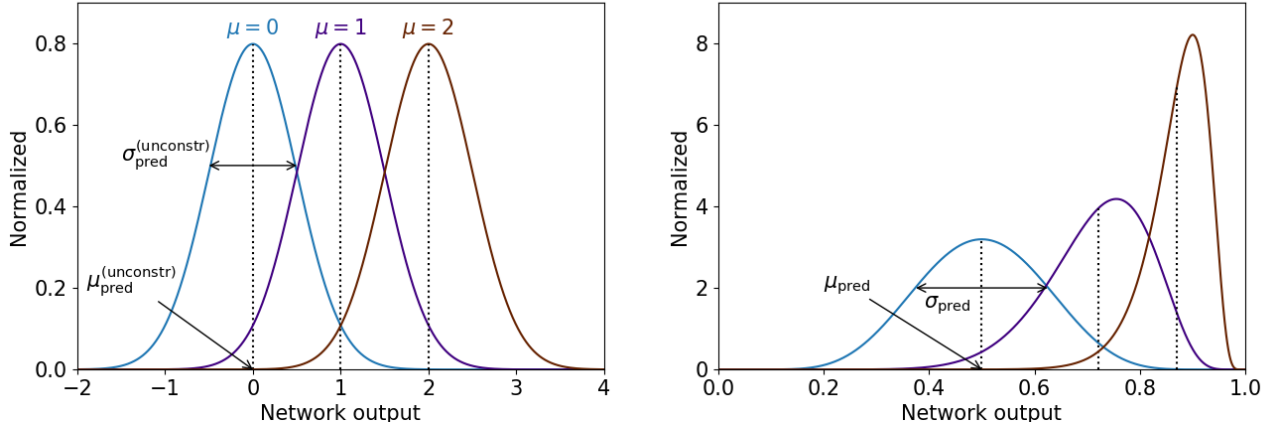 μ = 0 μ = 1 μ = 2
0.8
0.6
0.4
0.2
0.0
Normalized
σ_pred^(unconstr)
μ_pred^(unconstr)
−2 −1 0 1 2 3 4
Network output
8
6
4
2
0
Normalized
μ_pred
σ_pred
0.0 0.2 0.4 0.6 0.8 1.0
Network output